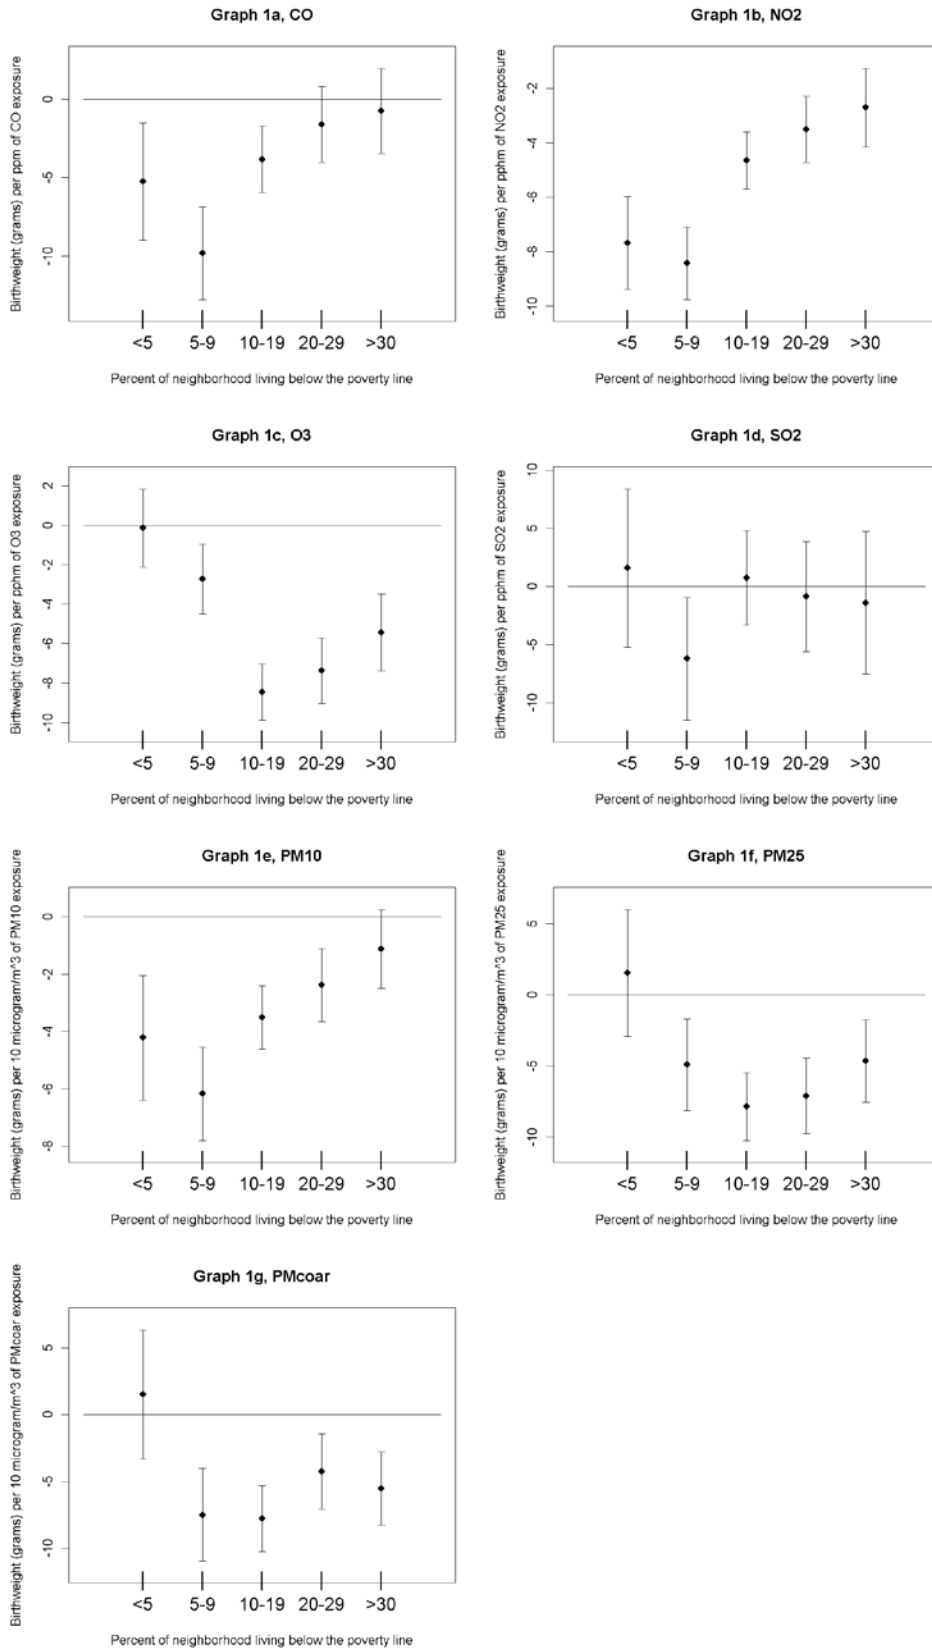 Graph 1a, CO
Birthweight (grams) per ppm of CO exposure
0
-5
-10
<5 5-9 10-19 20-29 >30
Percent of neighborhood living below the poverty line
Graph 1b, NO2
Birthweight (grams) per pphm of NO2 exposure
-2
-4
-6
-8
-10
<5 5-9 10-19 20-29 >30
Percent of neighborhood living below the poverty line
Graph 1c, O3
Birthweight (grams) per pphm of O3 exposure
2
0
-2
-4
-6
-8
-10
<5 5-9 10-19 20-29 >30
Percent of neighborhood living below the poverty line
Graph 1d, SO2
Birthweight (grams) per pphm of SO2 exposure
10
5
0
-5
-10
<5 5-9 10-19 20-29 >30
Percent of neighborhood living below the poverty line
Graph 1e, PM10
Birthweight (grams) per 10 microgram/m^3 of PM10 exposure
0
-2
-4
-6
-8
<5 5-9 10-19 20-29 >30
Percent of neighborhood living below the poverty line
Graph 1f, PM25
Birthweight (grams) per 10 microgram/m^3 of PM25 exposure
5
0
-5
-10
<5 5-9 10-19 20-29 >30
Percent of neighborhood living below the poverty line
Graph 1g, PMcoar
Birthweight (grams) per 10 microgram/m^3 of PMcoar exposure
5
0
-5
-10
<5 5-9 10-19 20-29 >30
Percent of neighborhood living below the poverty line